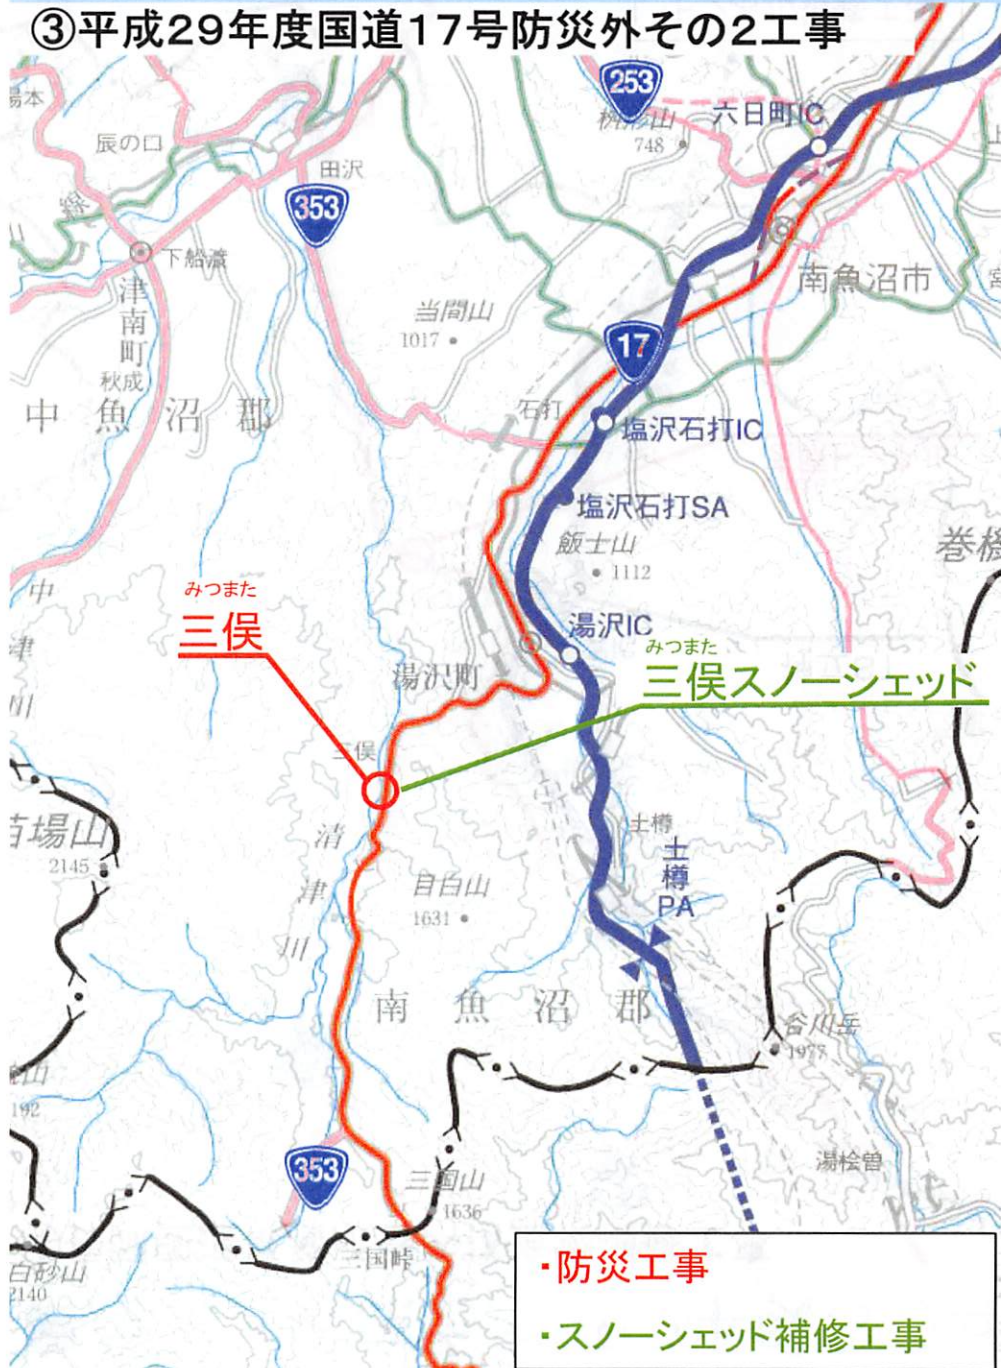 ③平成29年度国道17号防災外その2工事
253
六日町IC
748
湯本
辰の口
田沢
353
下船渡
津南町
南魚沼市
当間山
1017
17
秋成
中魚沼郡
石打
塩沢石打IC
塩沢石打SA
飯士山
1112
巻機
中津川
みつまた
三俣
湯沢IC
みつまた
三俣スノーシェッド
湯沢町
三俣
苗場山
2145
清津川
土樽
土樽PA
目白山
1631
南魚沼郡
谷川岳
1977
192
353
湯桧曽
三国山
1636
三国峠
白砂山
2140
・防災工事
・スノーシェッド補修工事